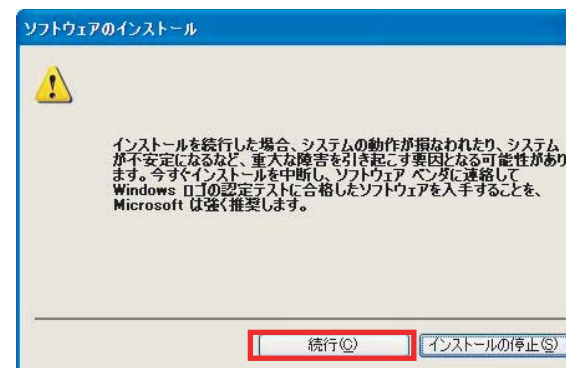 ソフトウェアのインストール
インストールを続行した場合、システムの動作が損なわれたり、システム
が不安定になるなど、重大な障害を引き起こす要因となる可能性があり
ます。今すぐインストールを中断し、ソフトウェア ベンダに連絡して
Windows ロゴの認定テストに合格したソフトウェアを入手することを、
Microsoft は強く推奨します。
続行(C)
インストールの停止(S)